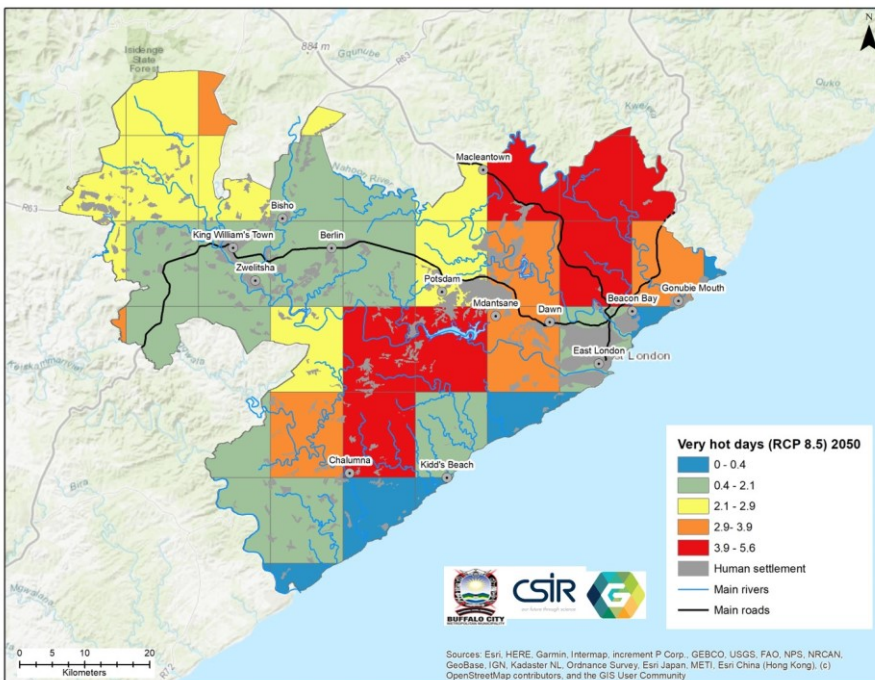 N
Isidenge
State
Forest
884 m
Gqunube
R63
Kwelera
Quko
Macleantown
Nahoon River
R63
Bisho
King William's Town
Berlin
Zwelitsha
Potsdam
Gonubie Mouth
Beacon Bay
Mdantsane
Dawn
East London
London
Keiskammarivier
Chalumna
Kidd's Beach
Bira
R72
Very hot days (RCP 8.5) 2050
0 - 0.4
0.4 - 2.1
2.1 - 2.9
2.9- 3.9
3.9 - 5.6
Human settlement
Main rivers
Main roads
CSIR
our future through science
G
BUFFALO CITY
METROPOLITAN MUNICIPALITY
0 5 10 20
Kilometers
Sources: Esri, HERE, Garmin, Intermap, increment P Corp., GEBCO, USGS, FAO, NPS, NRCAN,
GeoBase, IGN, Kadaster NL, Ordnance Survey, Esri Japan, METI, Esri China (Hong Kong), (c)
OpenStreetMap contributors, and the GIS User Community